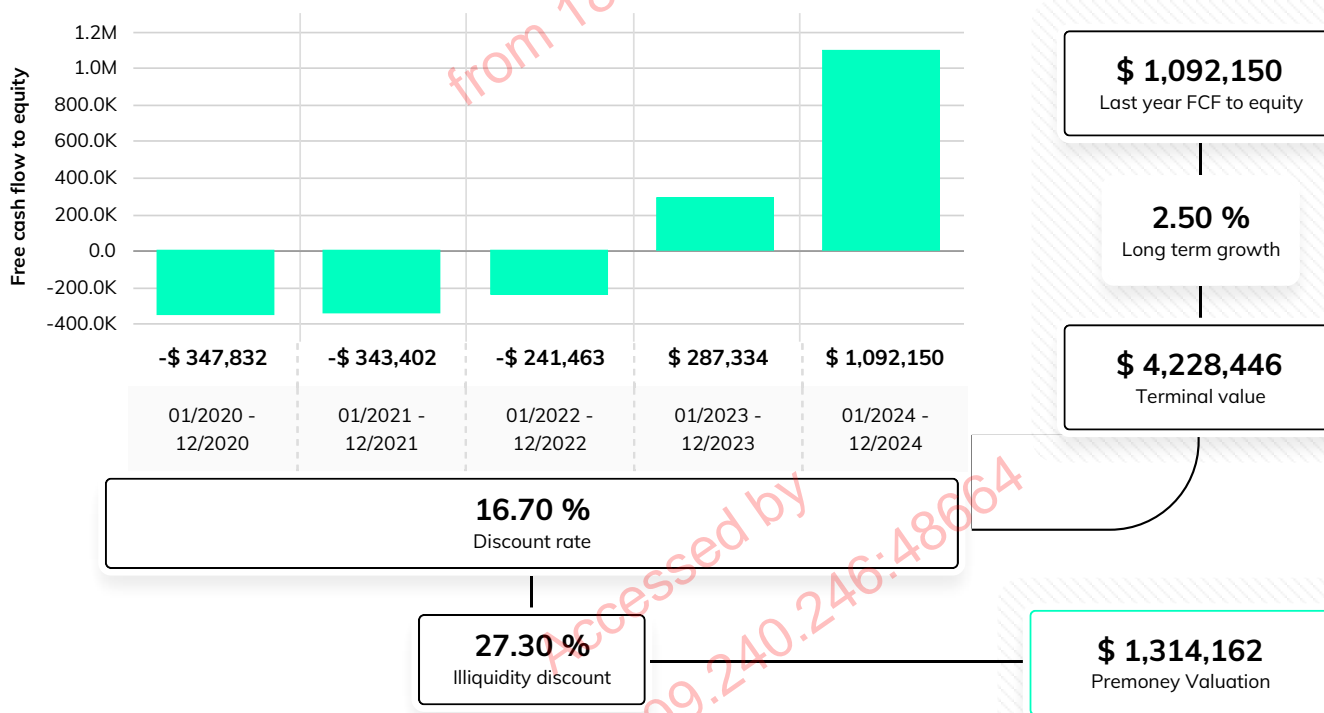 Free cash flow to equity
1.2M
1.0M
800.0K
600.0K
400.0K
200.0K
0.0
-200.0K
-400.0K
-$ 347,832
-$ 343,402
-$ 241,463
$ 287,334
$ 1,092,150
01/2020 -
12/2020
01/2021 -
12/2021
01/2022 -
12/2022
01/2023 -
12/2023
01/2024 -
12/2024
16.70 %
Discount rate
27.30 %
Illiquidity discount
$ 1,092,150
Last year FCF to equity
2.50 %
Long term growth
$ 4,228,446
Terminal value
$ 1,314,162
Premoney Valuation
from 18
Accessed by
09.240.246:48664